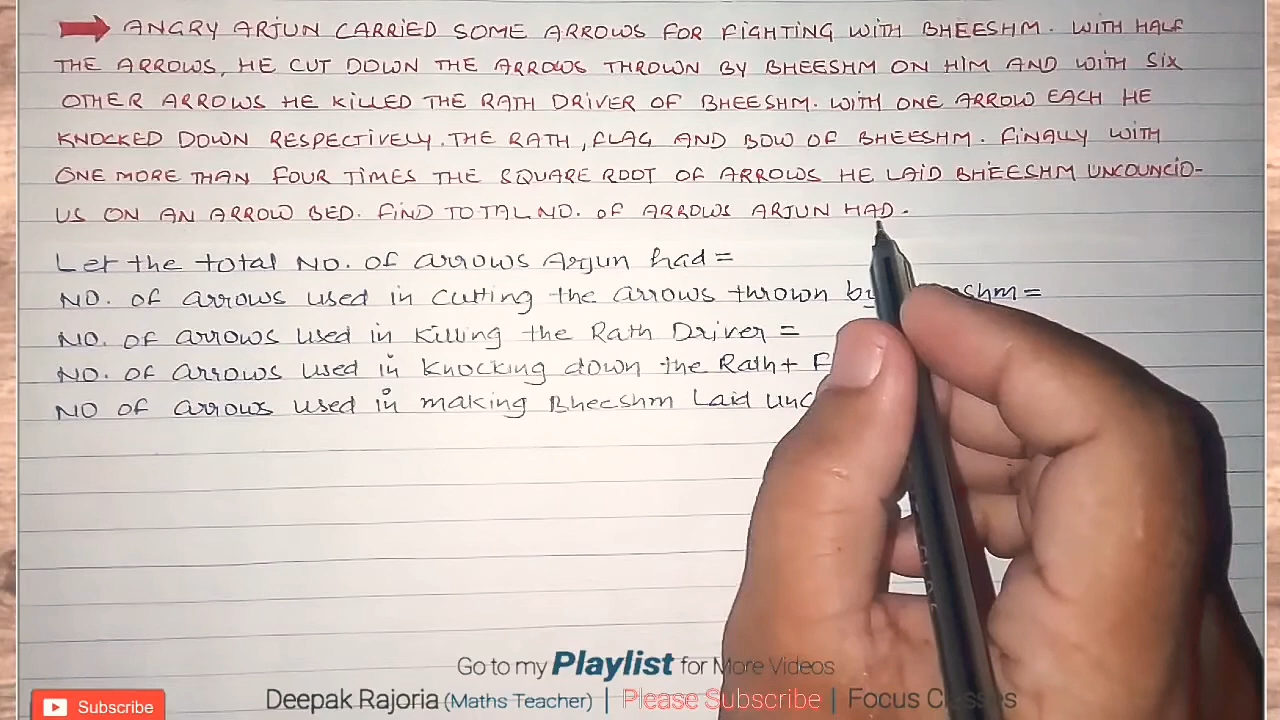 ANGRY ARJUN CARRIED SOME ARROWS FOR FIGHTING WITH BHEESHM. WITH HALF
THE ARROWS, HE CUT DOWN THE ARROWS THROWN BY BHEESHM ON HIM AND WITH SIX
OTHER ARROWS HE KILLED THE RATH DRIVER OF BHEESHM. WITH ONE ARROW EACH HE
KNOCKED DOWN RESPECTIVELY. THE RATH, FLAG AND BOW OF BHEESHM. FINALLY WITH
ONE MORE THAN FOUR TIMES THE SQUARE ROOT OF ARROWS HE LAID BHEESHM UNCOUNCIO-
US ON AN ARROW BED. FIND TOTAL NO. OF ARROWS ARJUN HAD.
Let the total NO. of arrows Arjun had =
NO. of arrows used in cutting the arrows thrown by shm =
NO. of arrows used in killing the Rath Driver =
NO. of arrows used in knocking down the Rath + F
NO of arrows used in making Bheeshm Laid unc
Go to my Playlist for More Videos
Deepak Rajoria (Maths Teacher) | Please Subscribe | Focus Classes
Subscribe